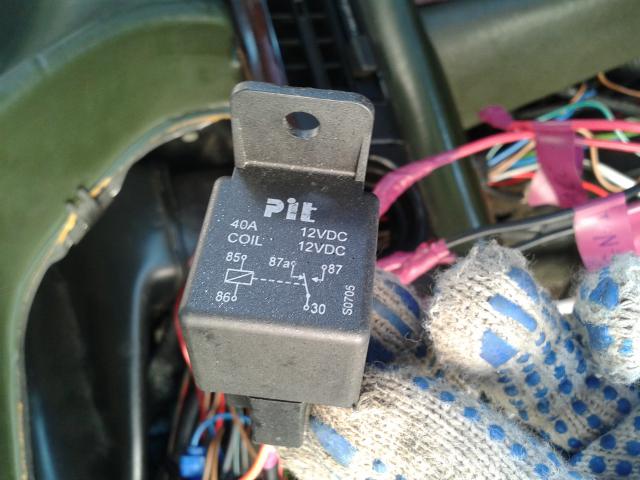 Pit
40A 12VDC
COIL 12VDC
85 87a 87
86 30
S0705